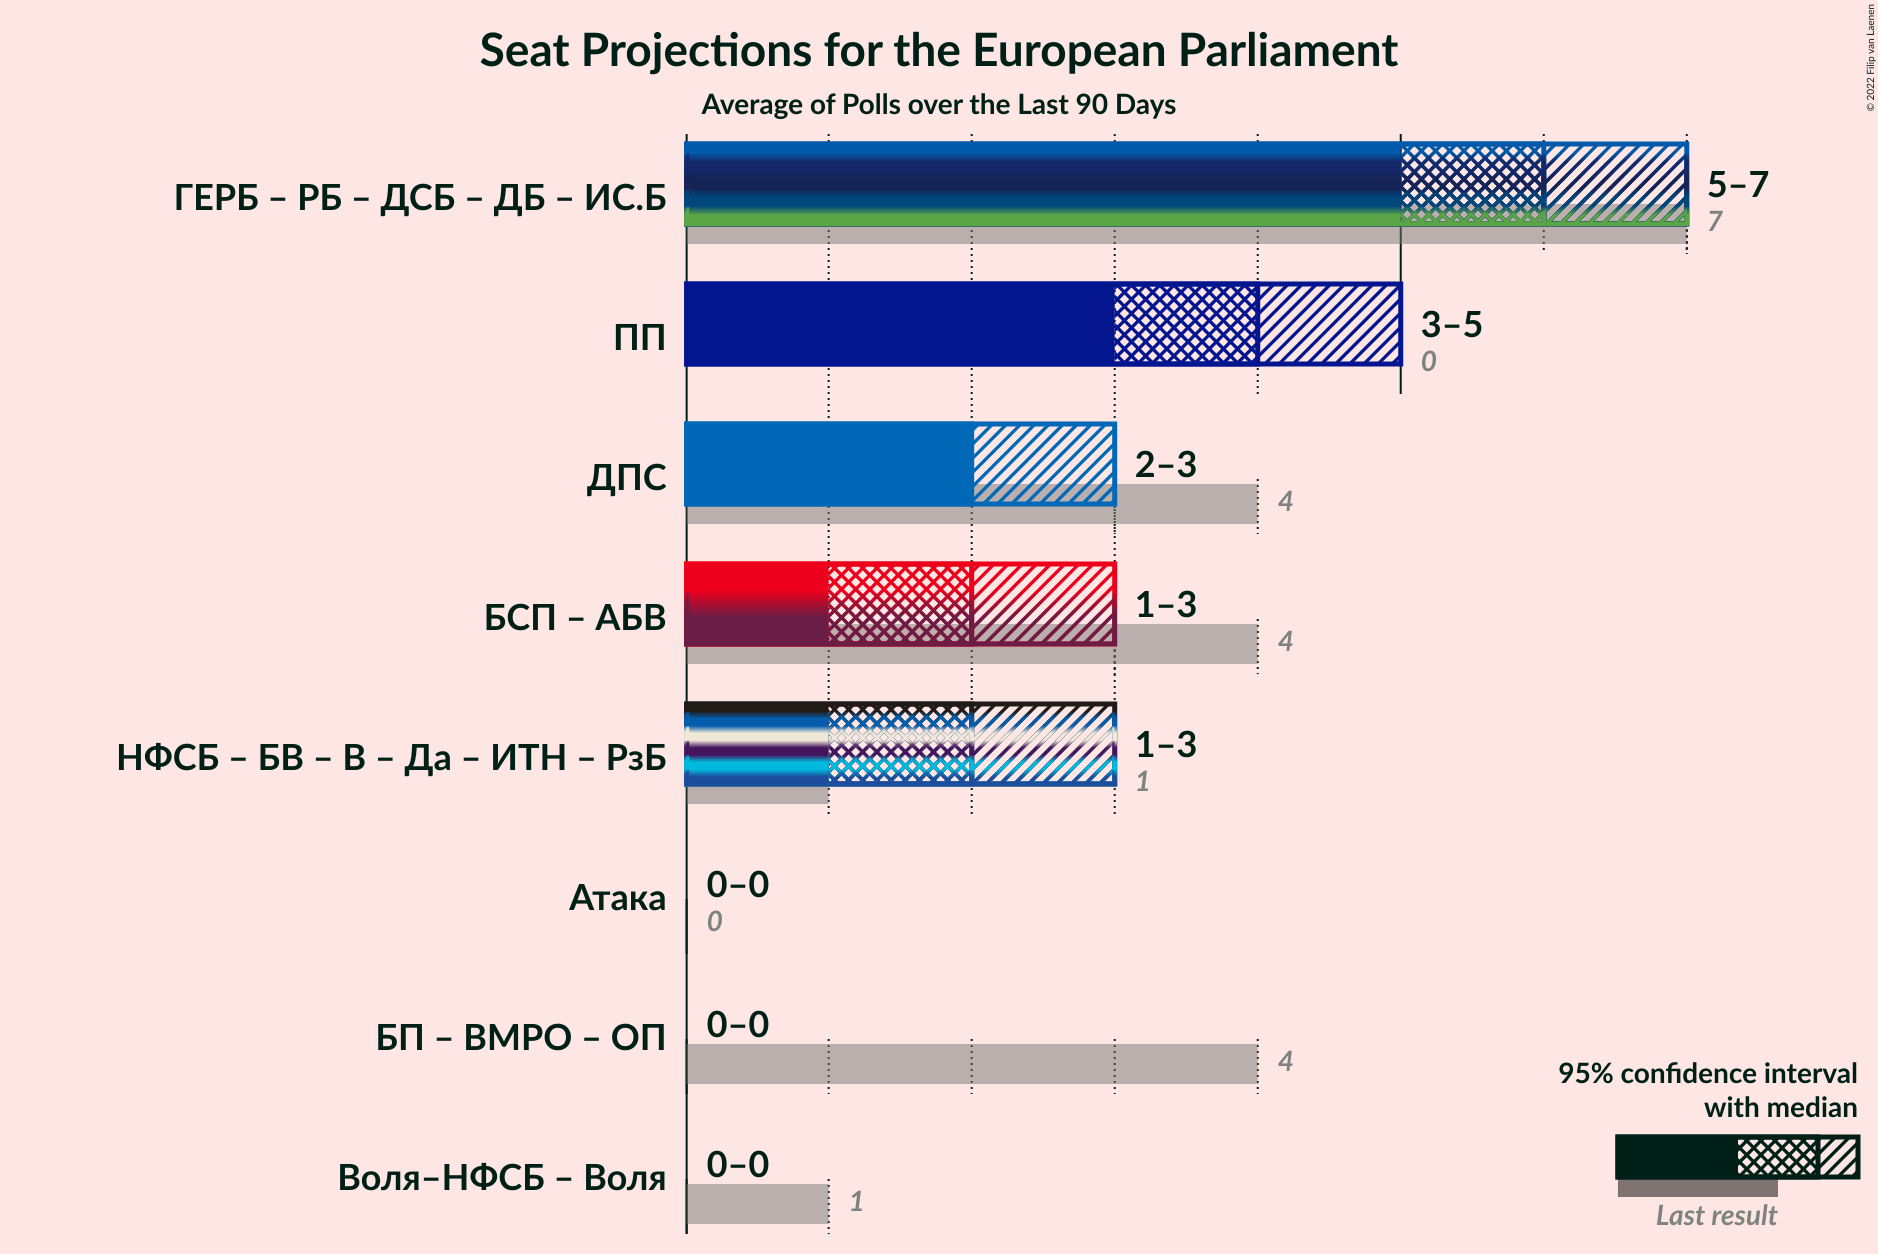 Seat Projections for the European Parliament
Average of Polls over the Last 90 Days
© 2022 Filip van Laenen
ГЕРБ – РБ – ДСБ – ДБ – ИС.Б
5–7
7
ПП
3–5
0
ДПС
2–3
4
БСП – АБВ
1–3
4
НФСБ – БВ – В – Да – ИТН – РзБ
1–3
1
Атака
0–0
0
БП – ВМРО – ОП
0–0
4
Воля–НФСБ – Воля
0–0
1
95% confidence interval
with median
Last result